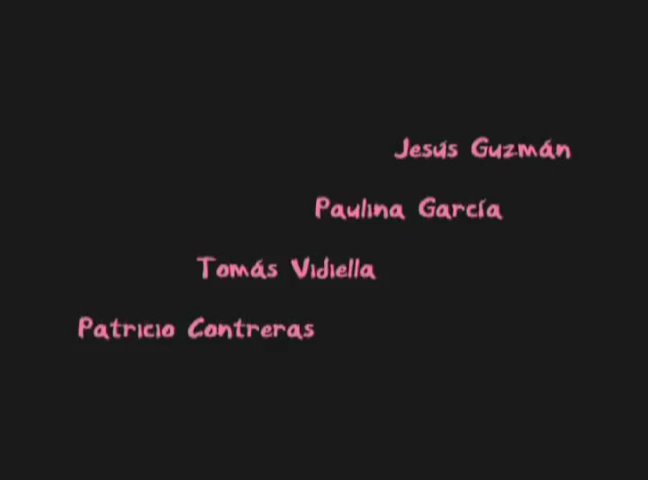 Jesús Guzmán
Paulina García
Tomás Vidiella
Patricio Contreras